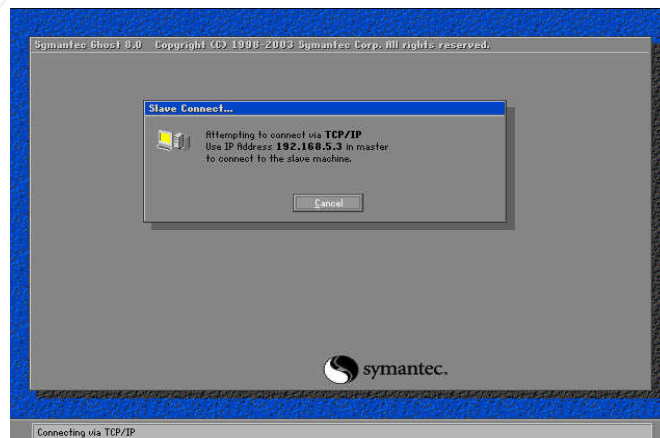 Symantec Ghost 8.0 Copyright (C) 1998-2003 Symantec Corp. All rights reserved.
Slave Connect...
Attempting to connect via TCP/IP
Use IP Address 192.168.5.3 in master
to connect to the slave machine.
Cancel
symantec.
Connecting via TCP/IP